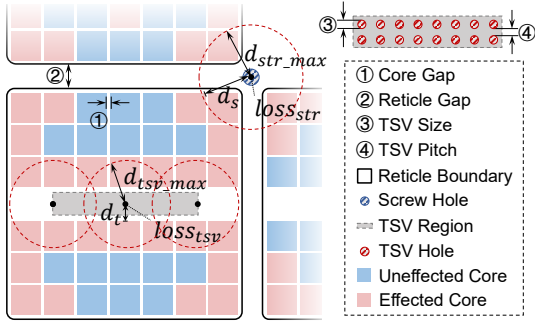 ③
④
②
d_str_max
d_s
loss_str
①
d_tsv_max
d_t
loss_tsv
① Core Gap
② Reticle Gap
③ TSV Size
④ TSV Pitch
Reticle Boundary
Screw Hole
TSV Region
TSV Hole
Uneffected Core
Effected Core